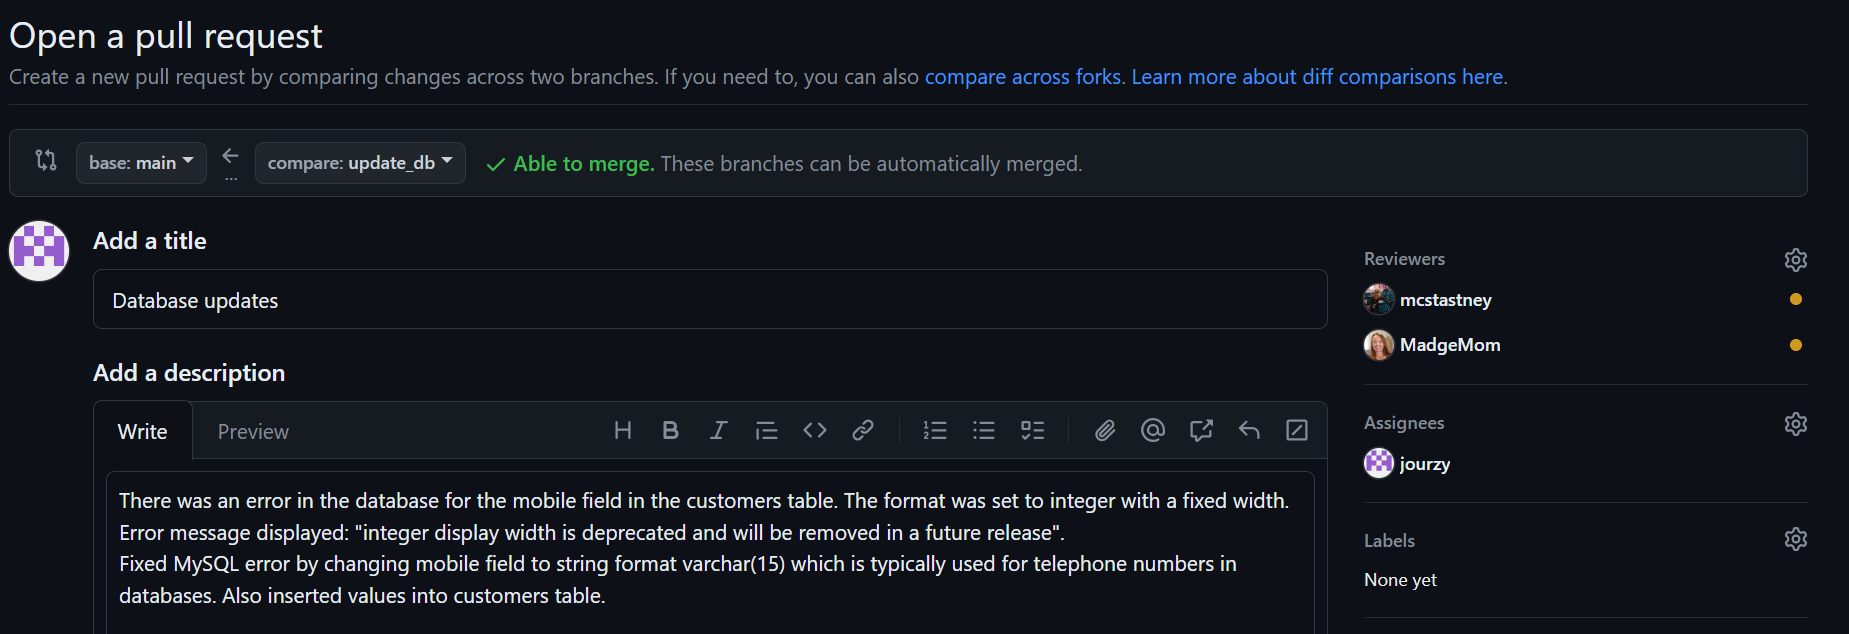 Open a pull request
Create a new pull request by comparing changes across two branches. If you need to, you can also compare across forks. Learn more about diff comparisons here.
base: main
...
compare: update_db
Able to merge. These branches can be automatically merged.
Add a title
Database updates
Add a description
Write Preview
There was an error in the database for the mobile field in the customers table. The format was set to integer with a fixed width.
Error message displayed: "integer display width is deprecated and will be removed in a future release".
Fixed MySQL error by changing mobile field to string format varchar(15) which is typically used for telephone numbers in
databases. Also inserted values into customers table.
Reviewers
mcstastney
MadgeMom
Assignees
jourzy
Labels
None yet